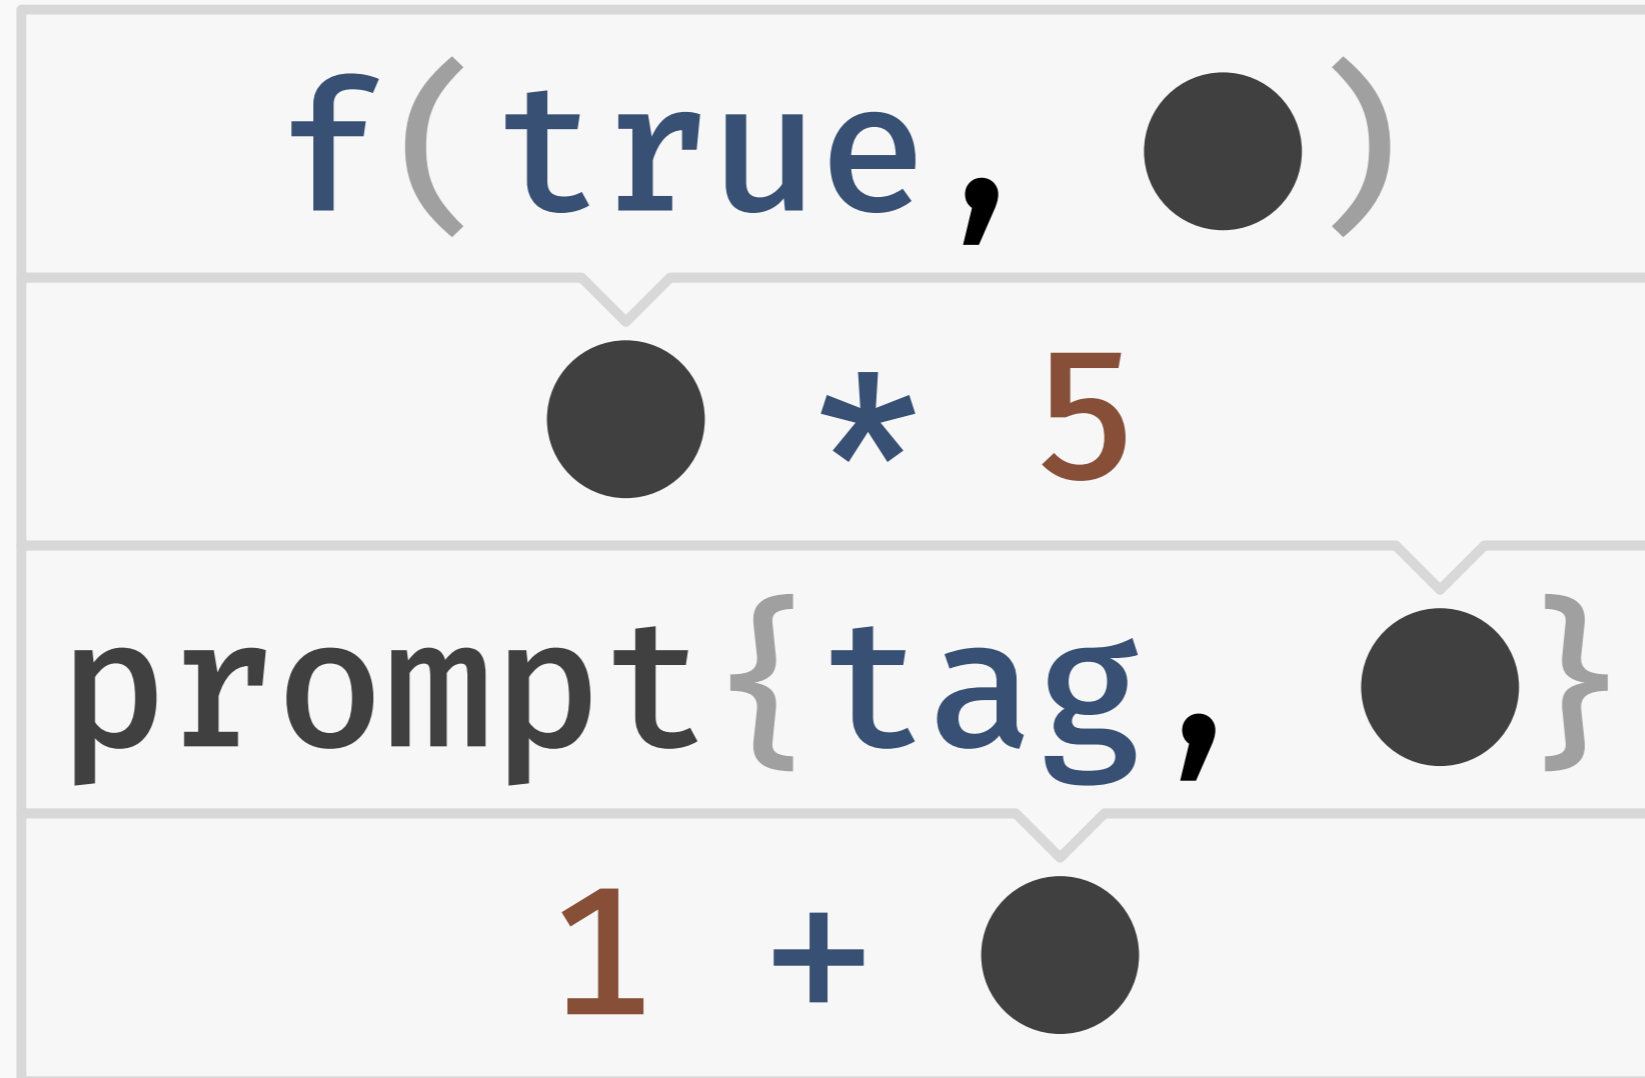 f(true, ●)
● * 5
prompt{tag, ●}
1 + ●